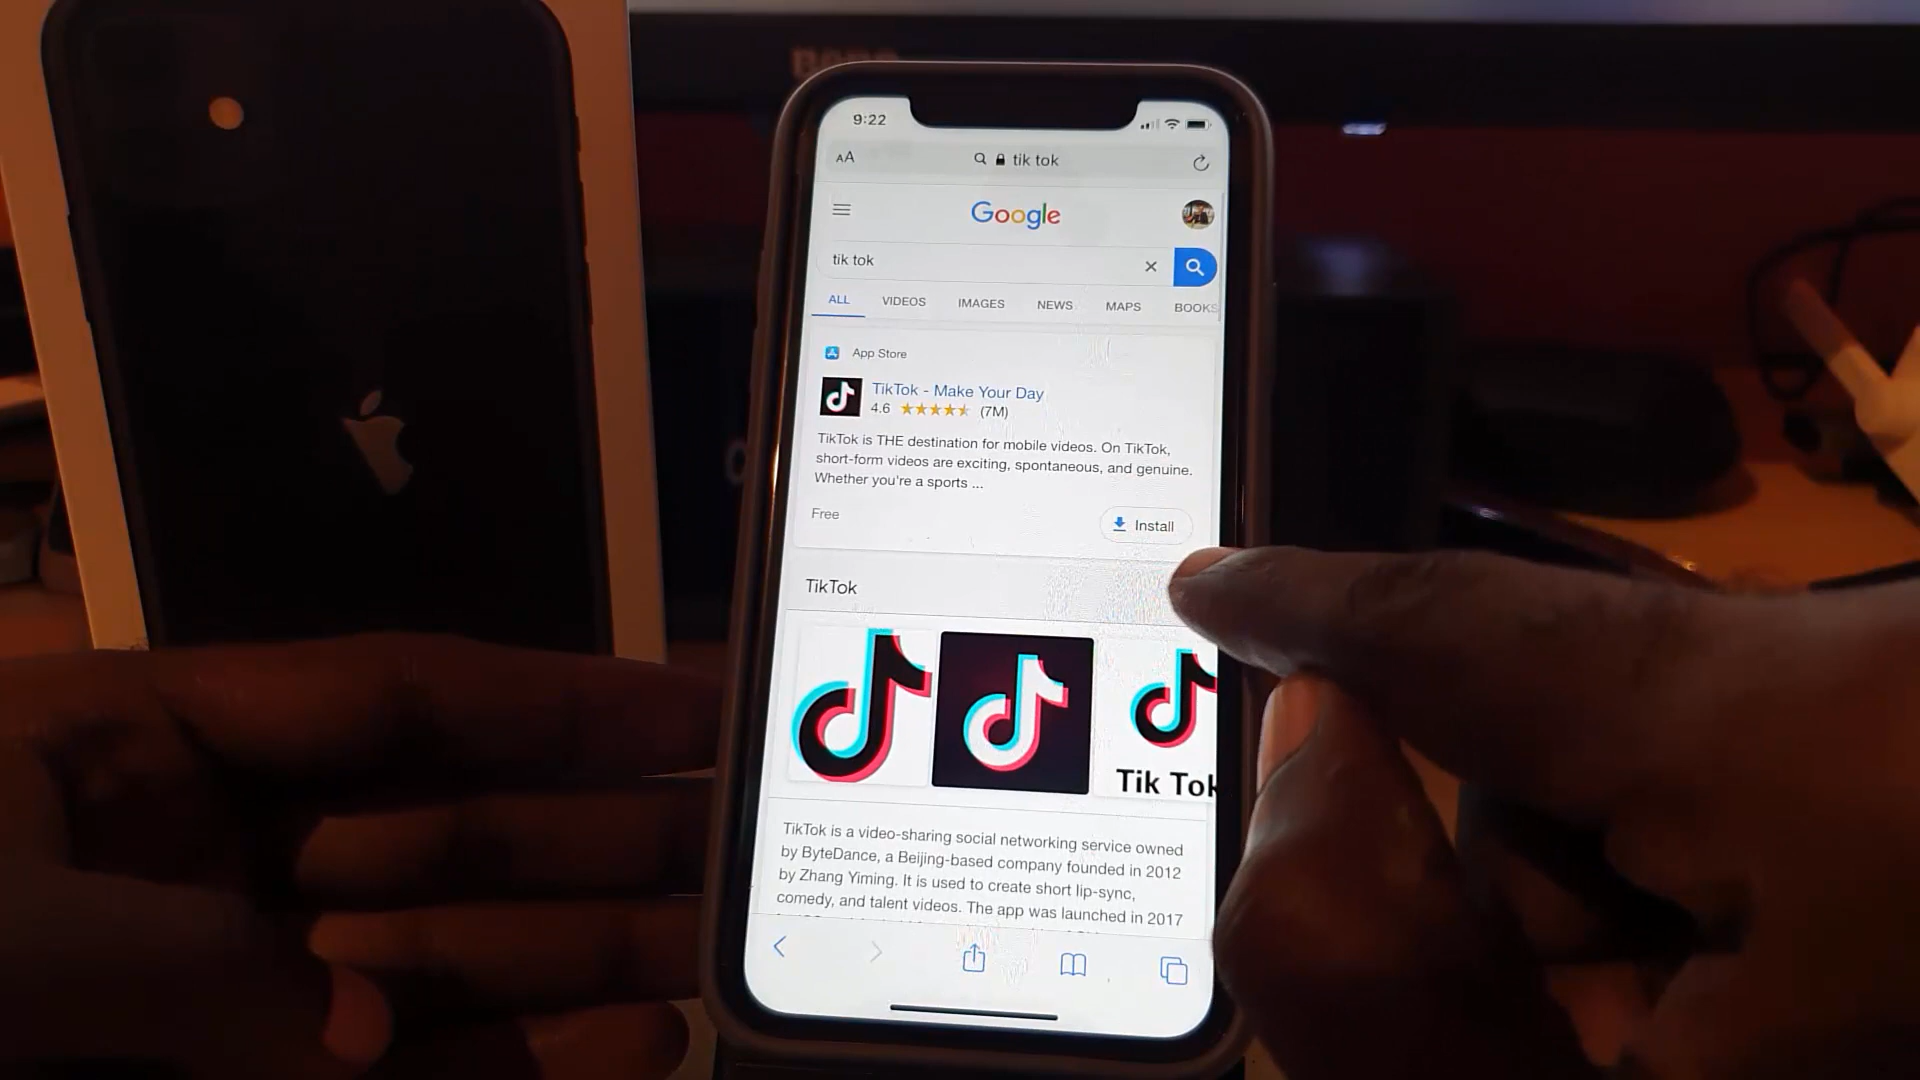 9:22
AA tik tok
Google
tik tok
ALL VIDEOS IMAGES NEWS MAPS BOOKS
App Store
TikTok - Make Your Day
4.6 (7M)
TikTok is THE destination for mobile videos. On TikTok,
short-form videos are exciting, spontaneous, and genuine.
Whether you're a sports ...
Free Install
TikTok
Tik Tok
TikTok is a video-sharing social networking service owned
by ByteDance, a Beijing-based company founded in 2012
by Zhang Yiming. It is used to create short lip-sync,
comedy, and talent videos. The app was launched in 2017